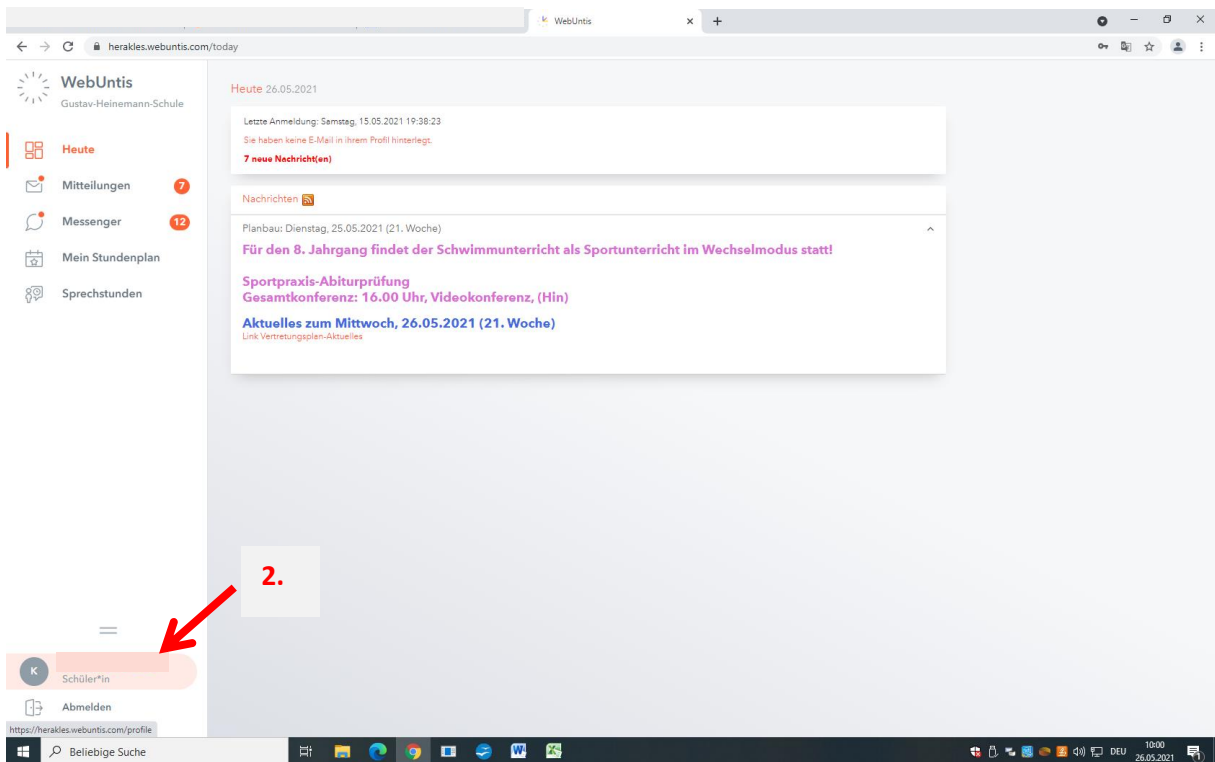 WebUntis
herakles.webuntis.com/today
WebUntis
Gustav-Heinemann-Schule
Heute
Mitteilungen 7
Messenger 12
Mein Stundenplan
Sprechstunden
Heute 26.05.2021
Letzte Anmeldung: Samstag, 15.05.2021 19:38:23
Sie haben keine E-Mail in ihrem Profil hinterlegt.
7 neue Nachricht(en)
Nachrichten
Planbau: Dienstag, 25.05.2021 (21. Woche)
Für den 8. Jahrgang findet der Schwimmunterricht als Sportunterricht im Wechselmodus statt!
Sportpraxis-Abiturprüfung
Gesamtkonferenz: 16.00 Uhr, Videokonferenz, (Hin)
Aktuelles zum Mittwoch, 26.05.2021 (21. Woche)
Link Vertretungsplan-Aktuelles
2.
K
Schüler*in
Abmelden
https://herakles.webuntis.com/profile
Beliebige Suche
DEU
10:00
26.05.2021